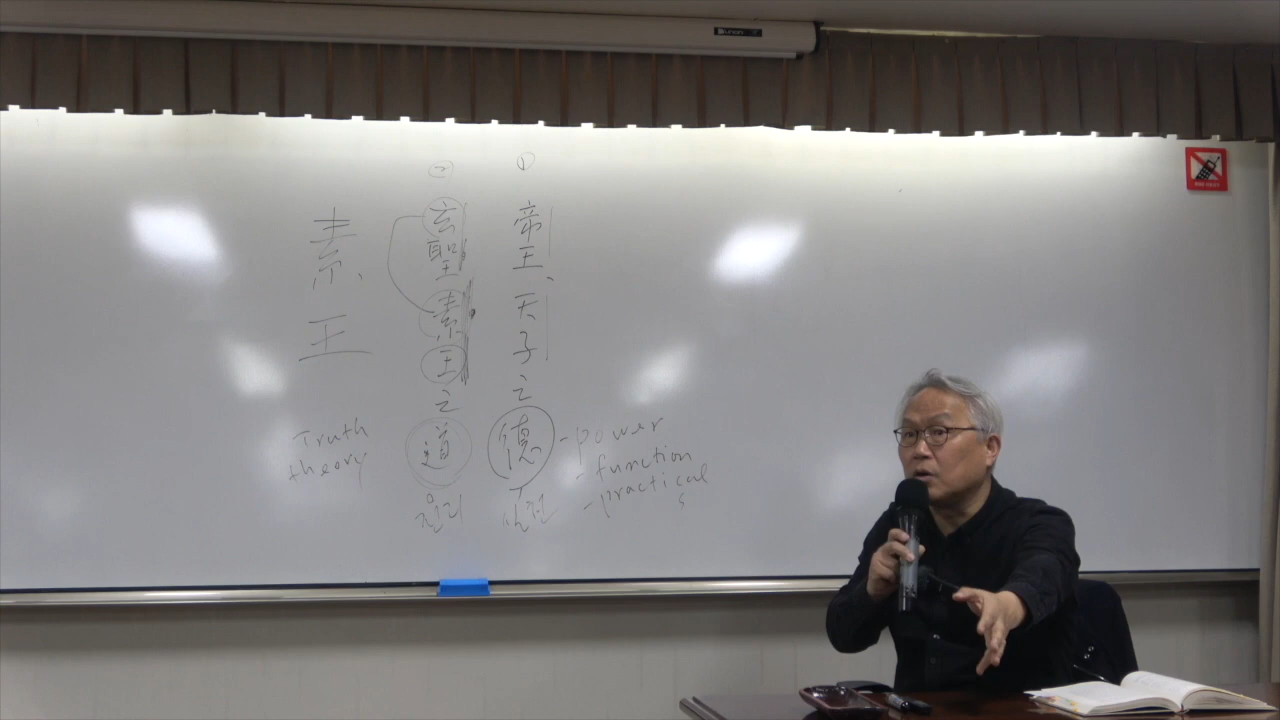 ① 帝王、天子之德
실천
- power
- function
- practical
② 玄聖素王之道
원리
素、王
Truth
theory